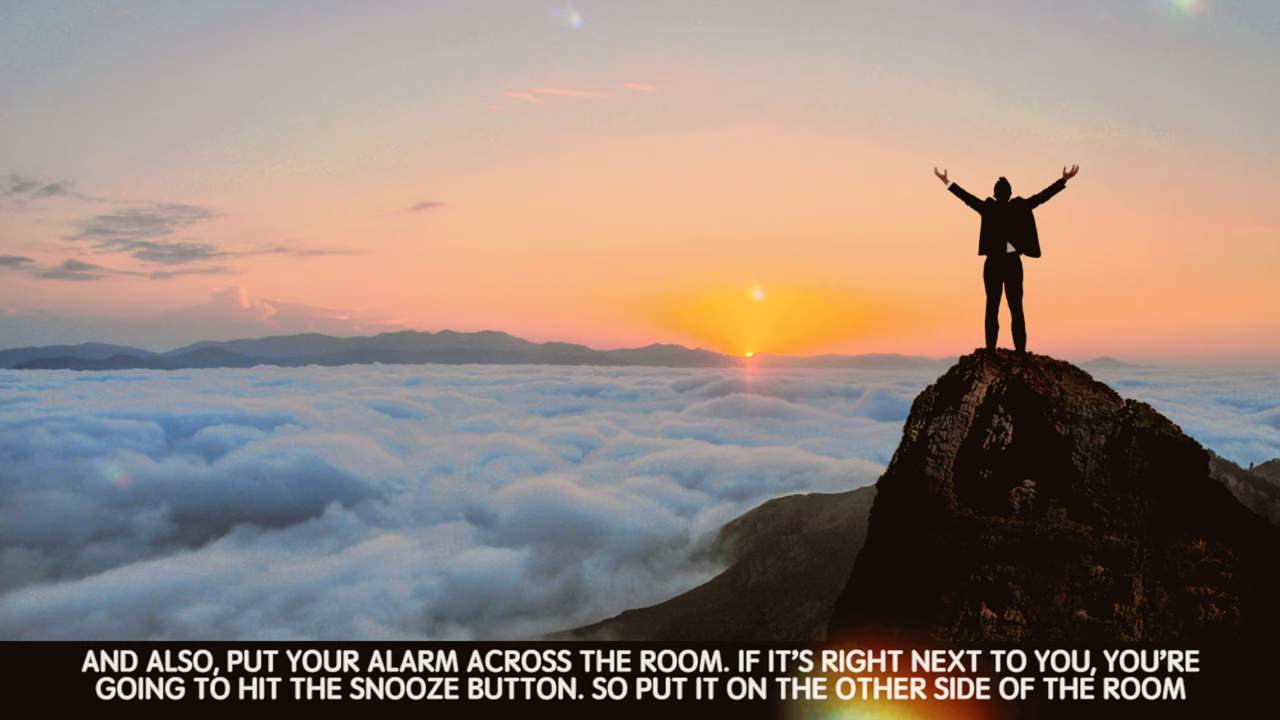 AND ALSO, PUT YOUR ALARM ACROSS THE ROOM. IF IT'S RIGHT NEXT TO YOU, YOU'RE
GOING TO HIT THE SNOOZE BUTTON. SO PUT IT ON THE OTHER SIDE OF THE ROOM